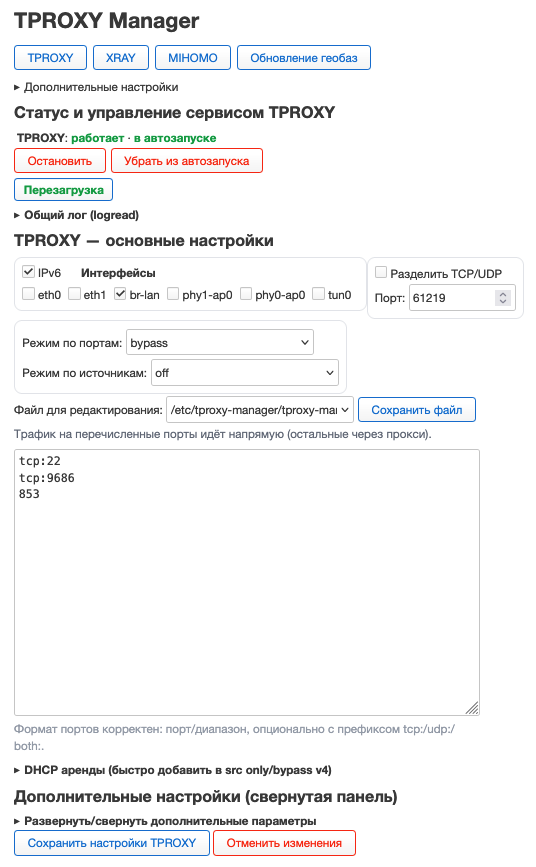 TPROXY Manager
TPROXY XRAY MIHOMO Обновление геобаз
▸ Дополнительные настройки
Статус и управление сервисом TPROXY
TPROXY: работает · в автозапуске
Остановить Убрать из автозапуска
Перезагрузка
▸ Общий лог (logread)
TPROXY — основные настройки
IPv6 Интерфейсы
eth0 eth1 br-lan phy1-ap0 phy0-ap0 tun0
Разделить TCP/UDP
Порт: 61219
Режим по портам: bypass
Режим по источникам: off
Файл для редактирования: /etc/tproxy-manager/tproxy-mai Сохранить файл
Трафик на перечисленные порты идёт напрямую (остальные через прокси).
tcp:22
tcp:9686
853
Формат портов корректен: порт/диапазон, опционально с префиксом tcp:/udp:/
both:.
▸ DHCP аренды (быстро добавить в src only/bypass v4)
Дополнительные настройки (свернутая панель)
▸ Развернуть/свернуть дополнительные параметры
Сохранить настройки TPROXY Отменить изменения